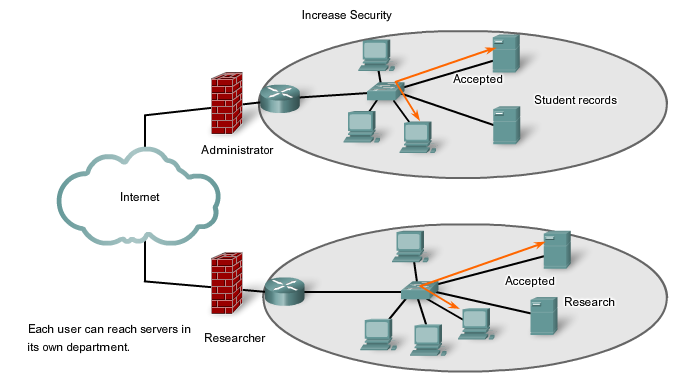 Increase Security
Accepted
Student records
Administrator
Internet
Accepted
Research
Researcher
Each user can reach servers in
its own department.